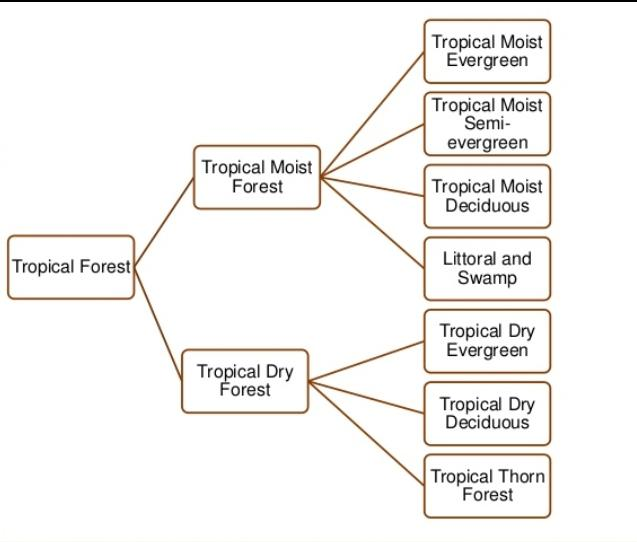 Tropical Forest
Tropical Moist
Forest
Tropical Dry
Forest
Tropical Moist
Evergreen
Tropical Moist
Semi-
evergreen
Tropical Moist
Deciduous
Littoral and
Swamp
Tropical Dry
Evergreen
Tropical Dry
Deciduous
Tropical Thorn
Forest